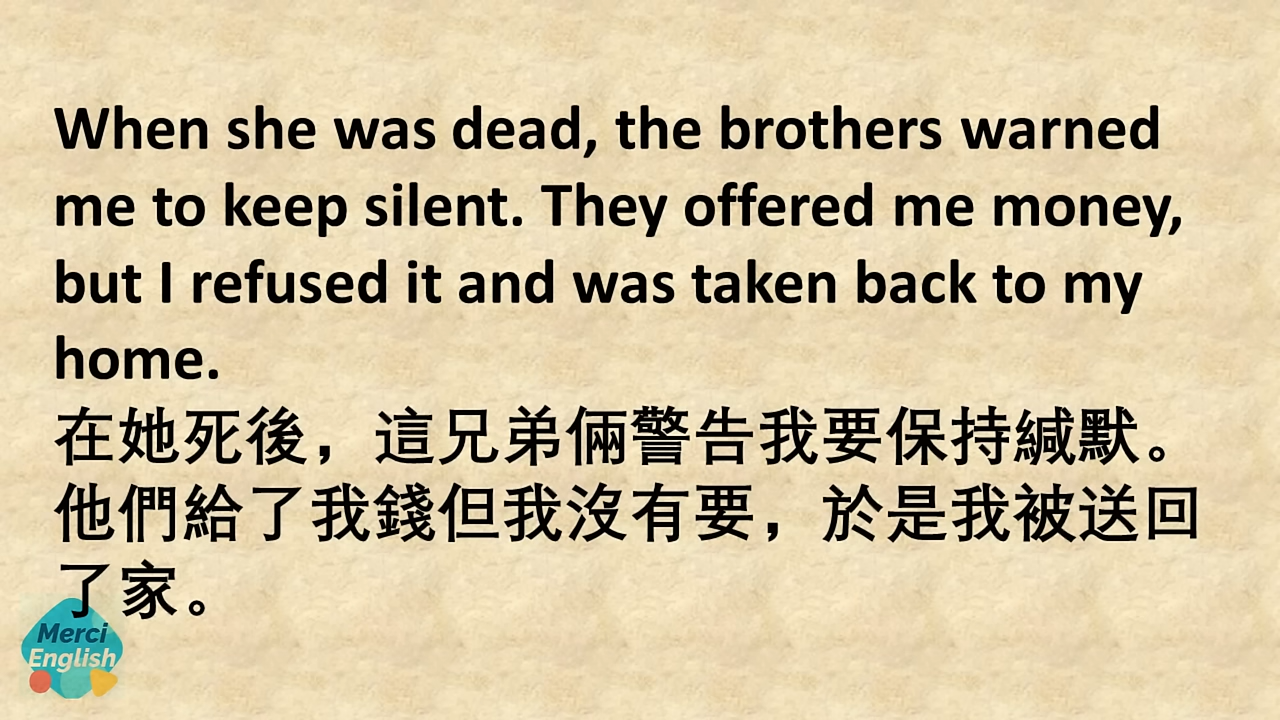 When she was dead, the brothers warned
me to keep silent. They offered me money,
but I refused it and was taken back to my
home.
在她死後，這兄弟倆警告我要保持緘默。
他們給了我錢但我沒有要，於是我被送回
了家。
Merci
English